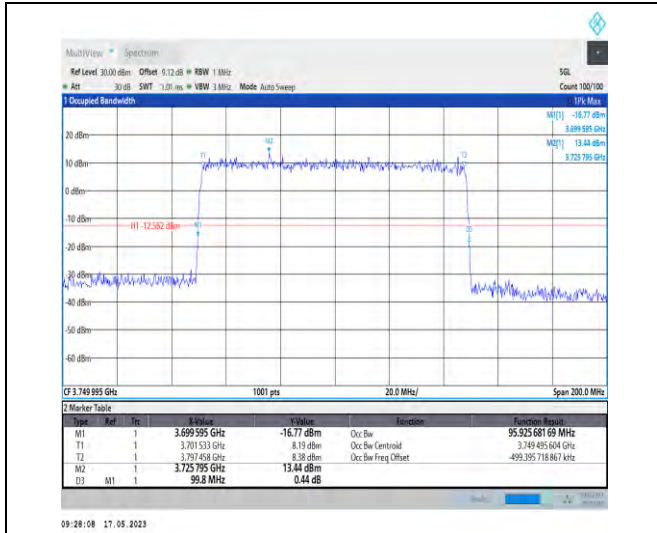 MultiView Spectrum
Ref Level 30.00 dBm Offset 9.12 dB RBW 1 MHz SGL
Att 30 dB SWT 1.01 ms VBW 3 MHz Mode Auto Sweep Count 100/100
1 Occupied Bandwidth 1Pk Max
M1[1] -16.77 dBm
3.699 595 GHz
M2[1] 13.44 dBm
3.725 795 GHz
20 dBm
M2
T1 T2
10 dBm
0 dBm
-10 dBm
H1 -12.562 dBm
M1
D3
-20 dBm
-30 dBm
-40 dBm
-50 dBm
-60 dBm
CF 3.749 995 GHz 1001 pts 20.0 MHz/ Span 200.0 MHz
2 Marker Table
Type Ref Trc X-Value Y-Value Function Function Result
M1 1 3.699 595 GHz -16.77 dBm Occ Bw 95.925 681 69 MHz
T1 1 3.701 533 GHz 8.19 dBm Occ Bw Centroid 3.749 495 604 GHz
T2 1 3.797 458 GHz 8.38 dBm Occ Bw Freq Offset -499.395 718 867 kHz
M2 1 3.725 795 GHz 13.44 dBm
D3 M1 1 99.8 MHz 0.44 dB
09:28:08 17.05.2023